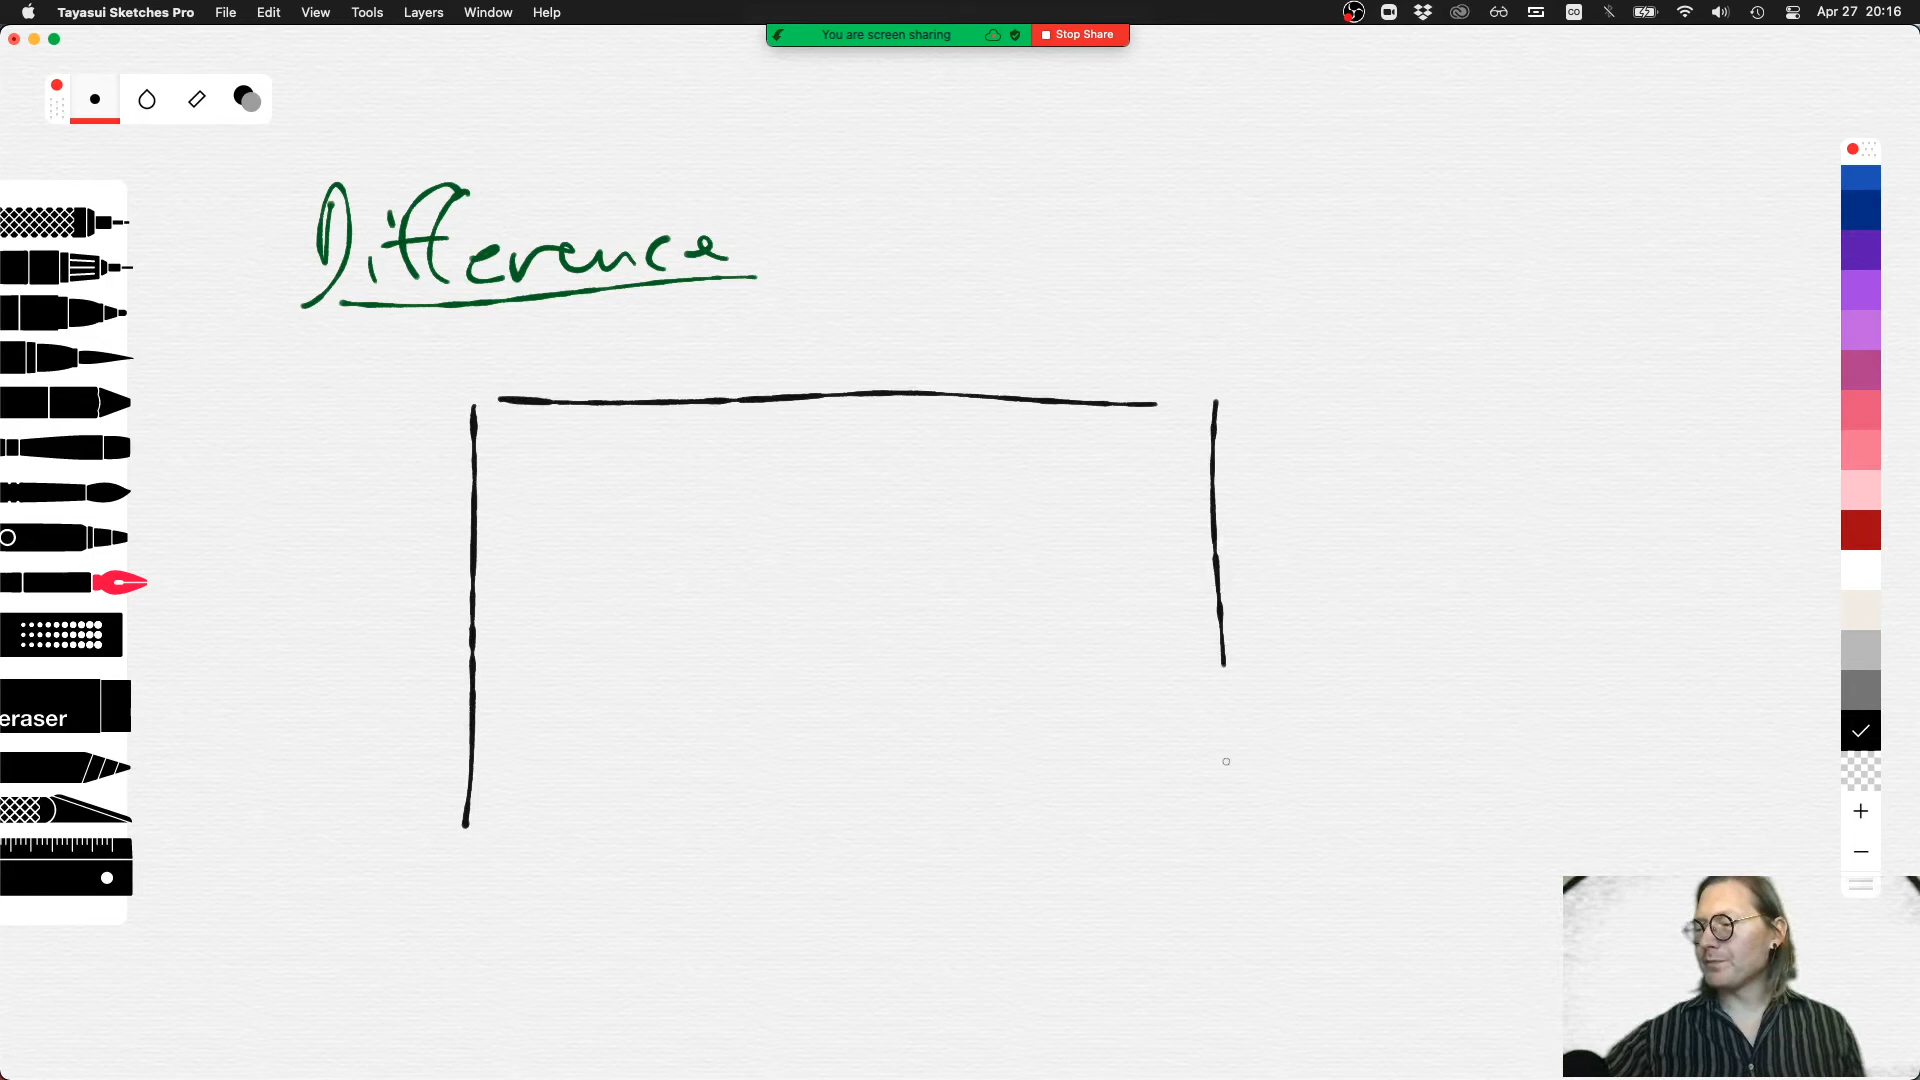 Tayasui Sketches Pro File Edit View Tools Layers Window Help Apr 27 20:16
You are screen sharing Stop Share
Difference
eraser